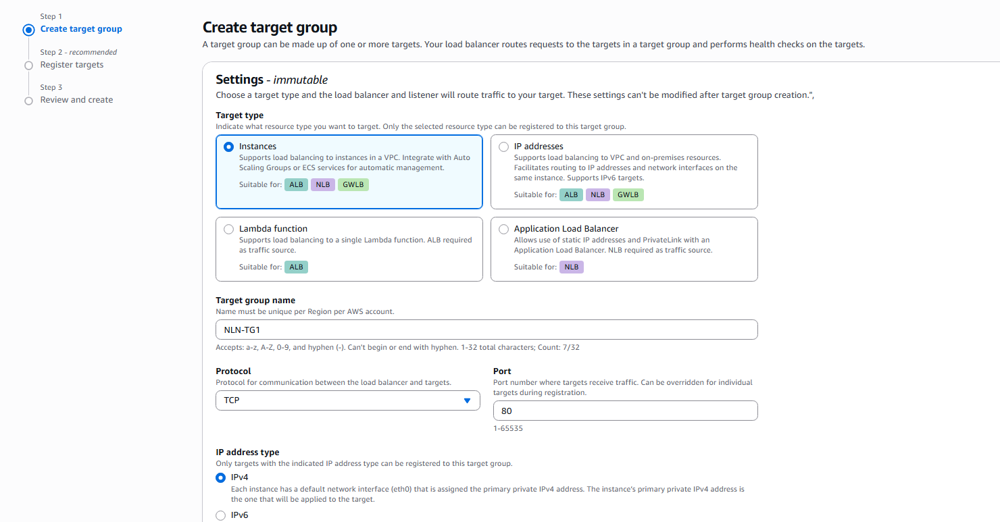 Step 1
Create target group
Step 2 - recommended
Register targets
Step 3
Review and create
Create target group
A target group can be made up of one or more targets. Your load balancer routes requests to the targets in a target group and performs health checks on the targets.
Settings - immutable
Choose a target type and the load balancer and listener will route traffic to your target. These settings can't be modified after target group creation.",
Target type
Indicate what resource type you want to target. Only the selected resource type can be registered to this target group.
Instances
Supports load balancing to instances in a VPC. Integrate with Auto
Scaling Groups or ECS services for automatic management.
Suitable for: ALB NLB GWLB
IP addresses
Supports load balancing to VPC and on-premises resources.
Facilitates routing to IP addresses and network interfaces on the
same instance. Supports IPv6 targets.
Suitable for: ALB NLB GWLB
Lambda function
Supports load balancing to a single Lambda function. ALB required
as traffic source.
Suitable for: ALB
Application Load Balancer
Allows use of static IP addresses and PrivateLink with an
Application Load Balancer. NLB required as traffic source.
Suitable for: NLB
Target group name
Name must be unique per Region per AWS account.
NLN-TG1
Accepts: a-z, A-Z, 0-9, and hyphen (-). Can't begin or end with hyphen. 1-32 total characters; Count: 7/32
Protocol
Protocol for communication between the load balancer and targets.
TCP
Port
Port number where targets receive traffic. Can be overridden for individual
targets during registration.
80
1-65535
IP address type
Only targets with the indicated IP address type can be registered to this target group.
IPv4
Each instance has a default network interface (eth0) that is assigned the primary private IPv4 address. The instance's primary private IPv4 address is
the one that will be applied to the target.
IPv6